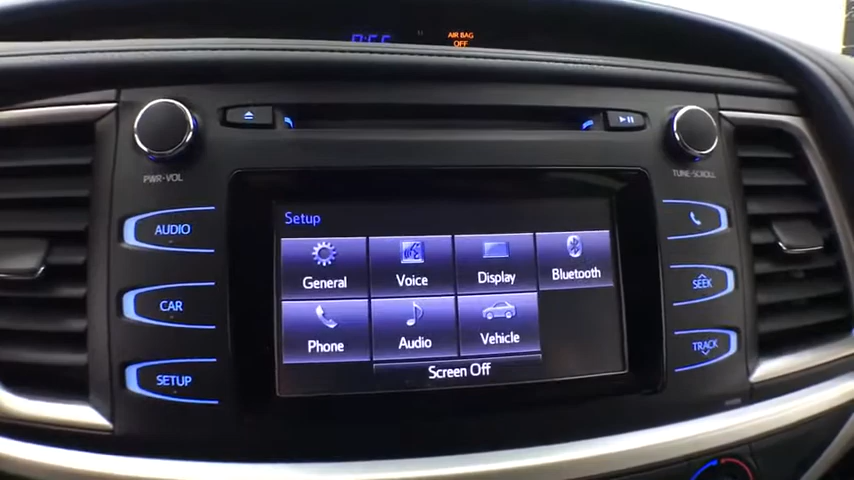 AIR BAG
OFF
PWR·VOL
TUNE·SCROLL
AUDIO
CAR
SETUP
Setup
General
Voice
Display
Bluetooth
Phone
Audio
Vehicle
Screen Off
SEEK
TRACK